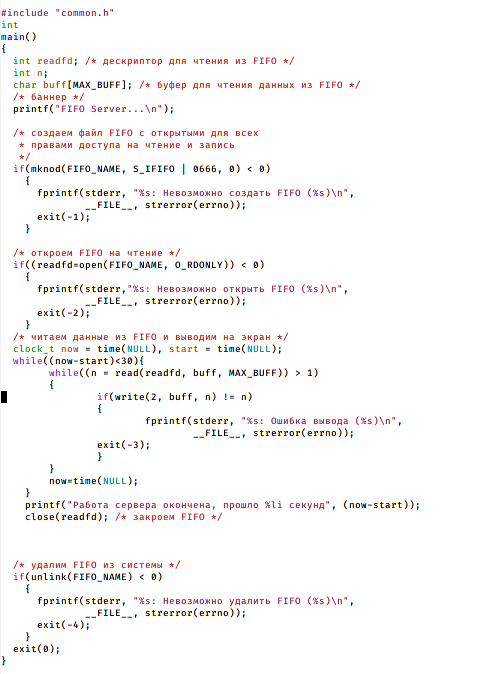 #include "common.h"
int
main()
{
  int readfd; /* дескриптор для чтения из FIFO */
  int n;
  char buff[MAX_BUFF]; /* буфер для чтения данных из FIFO */
  /* баннер */
  printf("FIFO Server...\n");

  /* создаем файл FIFO с открытыми для всех
   * правами доступа на чтение и запись
   */
  if(mknod(FIFO_NAME, S_IFIFO | 0666, 0) < 0)
    {
      fprintf(stderr, "%s: Невозможно создать FIFO (%s)\n",
              __FILE__, strerror(errno));
      exit(-1);
    }

  /* откроем FIFO на чтение */
  if((readfd=open(FIFO_NAME, O_RDONLY)) < 0)
    {
      fprintf(stderr,"%s: Невозможно открыть FIFO (%s)\n",
              __FILE__, strerror(errno));
      exit(-2);
    }
  /* читаем данные из FIFO и выводим на экран */
  clock_t now = time(NULL), start = time(NULL);
  while((now-start)<30){
        while((n = read(readfd, buff, MAX_BUFF)) > 1)
        {
                if(write(2, buff, n) != n)
                {
                        fprintf(stderr, "%s: Ошибка вывода (%s)\n",
                                __FILE__, strerror(errno));
                exit(-3);
                }
        }
        now=time(NULL);
    }
    printf("Работа сервера окончена, прошло %li секунд", (now-start));
    close(readfd); /* закроем FIFO */

  /* удалим FIFO из системы */
  if(unlink(FIFO_NAME) < 0)
    {
      fprintf(stderr, "%s: Невозможно удалить FIFO (%s)\n",
              __FILE__, strerror(errno));
      exit(-4);
    }
  exit(0);
}